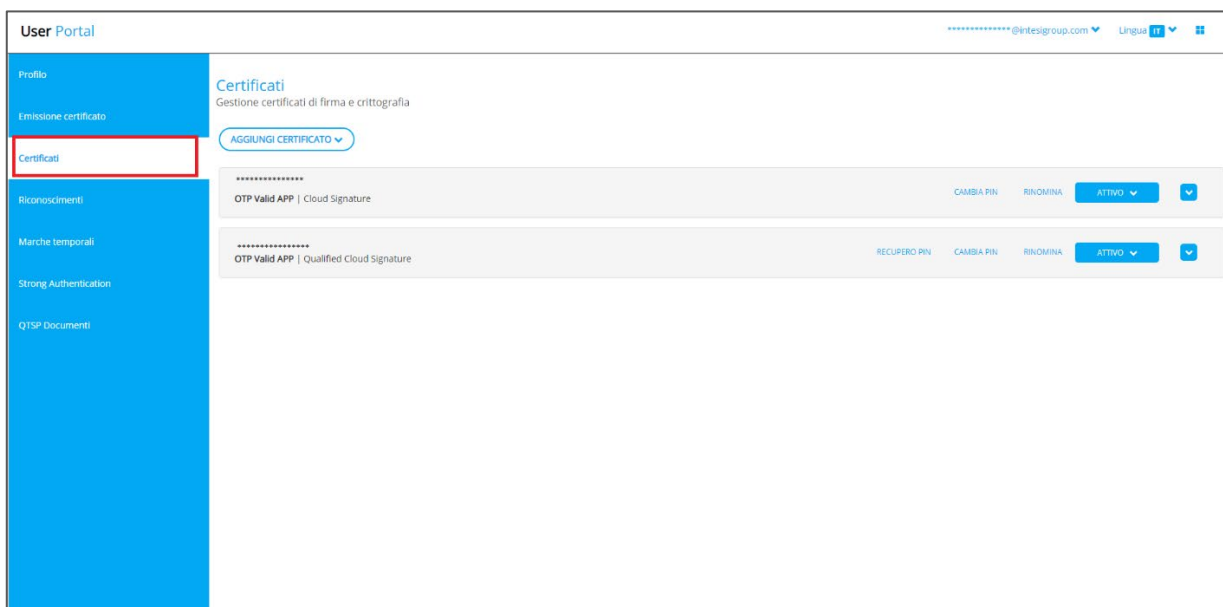 User Portal
**************@intesigroup.com
Lingua IT
Profilo
Emissione certificato
Certificati
Riconoscimenti
Marche temporali
Strong Authentication
QTSP Documenti
Certificati
Gestione certificati di firma e crittografia
AGGIUNGI CERTIFICATO
***************
OTP Valid APP | Cloud Signature
CAMBIA PIN
RINOMINA
ATTIVO
****************
OTP Valid APP | Qualified Cloud Signature
RECUPERO PIN
CAMBIA PIN
RINOMINA
ATTIVO